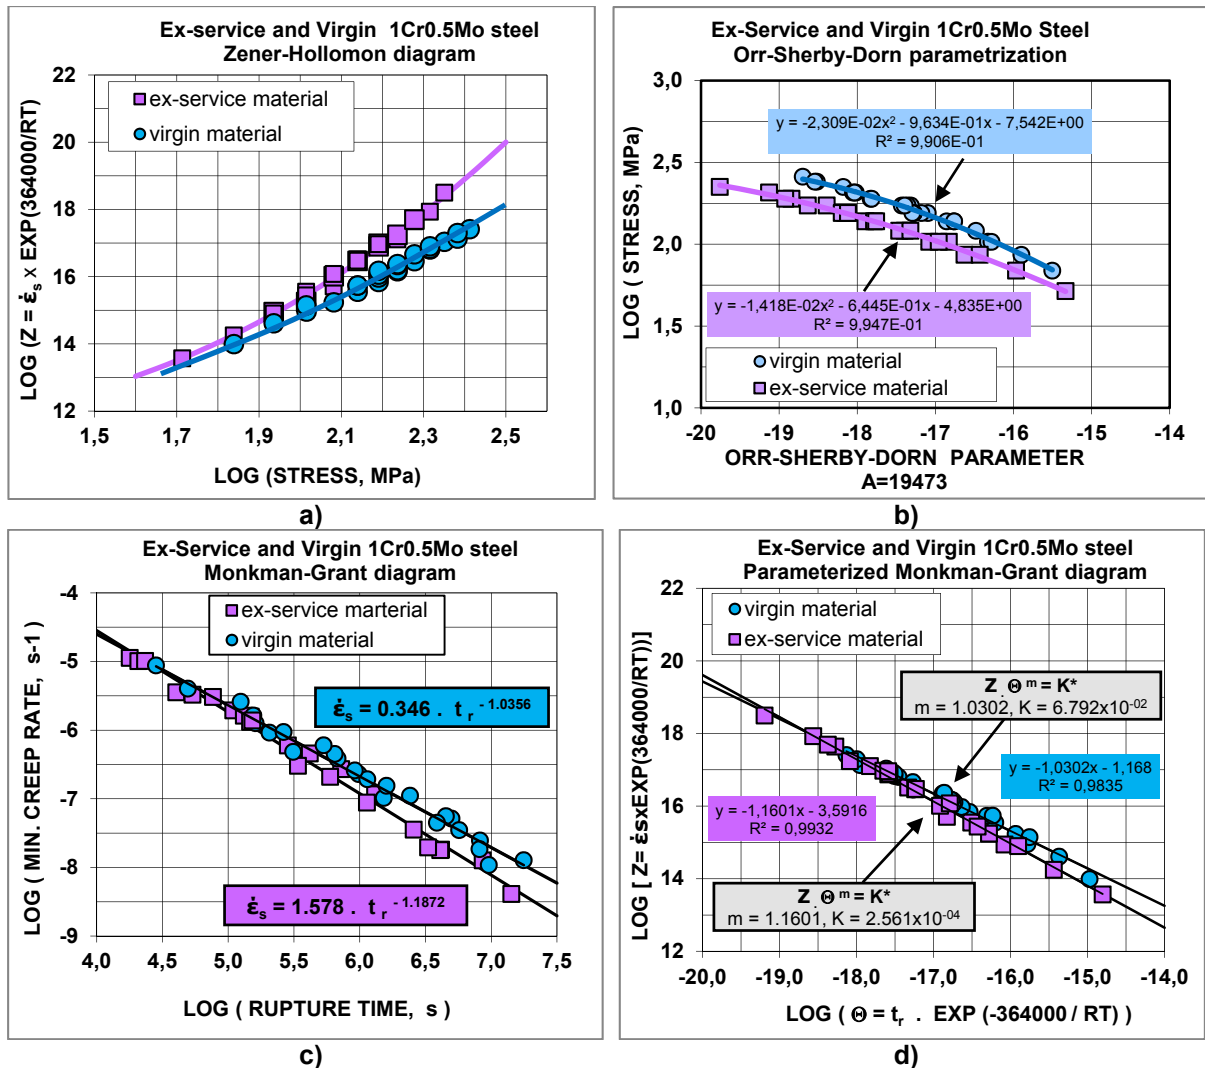 Ex-service and Virgin 1Cr0.5Mo steel
Zener-Hollomon diagram
22
20
18
16
14
12
LOG (Z = ε̇s x EXP(364000/RT)
ex-service material
virgin material
1,5
1,7
1,9
2,1
2,3
2,5
LOG (STRESS, MPa)
a)
Ex-Service and Virgin 1Cr0.5Mo Steel
Orr-Sherby-Dorn parametrization
3,0
2,5
2,0
1,5
1,0
LOG ( STRESS, MPa)
y = -2,309E-02x² - 9,634E-01x - 7,542E+00
R² = 9,906E-01
y = -1,418E-02x² - 6,445E-01x - 4,835E+00
R² = 9,947E-01
virgin material
ex-service material
-20
-19
-18
-17
-16
-15
-14
ORR-SHERBY-DORN PARAMETER
A=19473
b)
Ex-Service and Virgin 1Cr0.5Mo steel
Monkman-Grant diagram
-4
-5
-6
-7
-8
-9
LOG ( MIN. CREEP RATE, s-1)
ex-service marterial
virgin material
ε̇s = 0.346 . tr - 1.0356
ε̇s = 1.578 . tr - 1.1872
4,0
4,5
5,0
5,5
6,0
6,5
7,0
7,5
LOG ( RUPTURE TIME, s )
c)
Ex-Service and Virgin 1Cr0.5Mo steel
Parameterized Monkman-Grant diagram
22
20
18
16
14
12
LOG [ Z= ε̇sxEXP(364000/RT))]
virgin material
ex-service material
Z . Θ m = K*
m = 1.0302, K = 6.792x10-02
y = -1,0302x - 1,168
R² = 0,9835
y = -1,1601x - 3,5916
R² = 0,9932
Z . Θ m = K*
m = 1.1601, K = 2.561x10-04
-20,0
-19,0
-18,0
-17,0
-16,0
-15,0
-14,0
LOG ( Θ = tr . EXP (-364000 / RT) )
d)